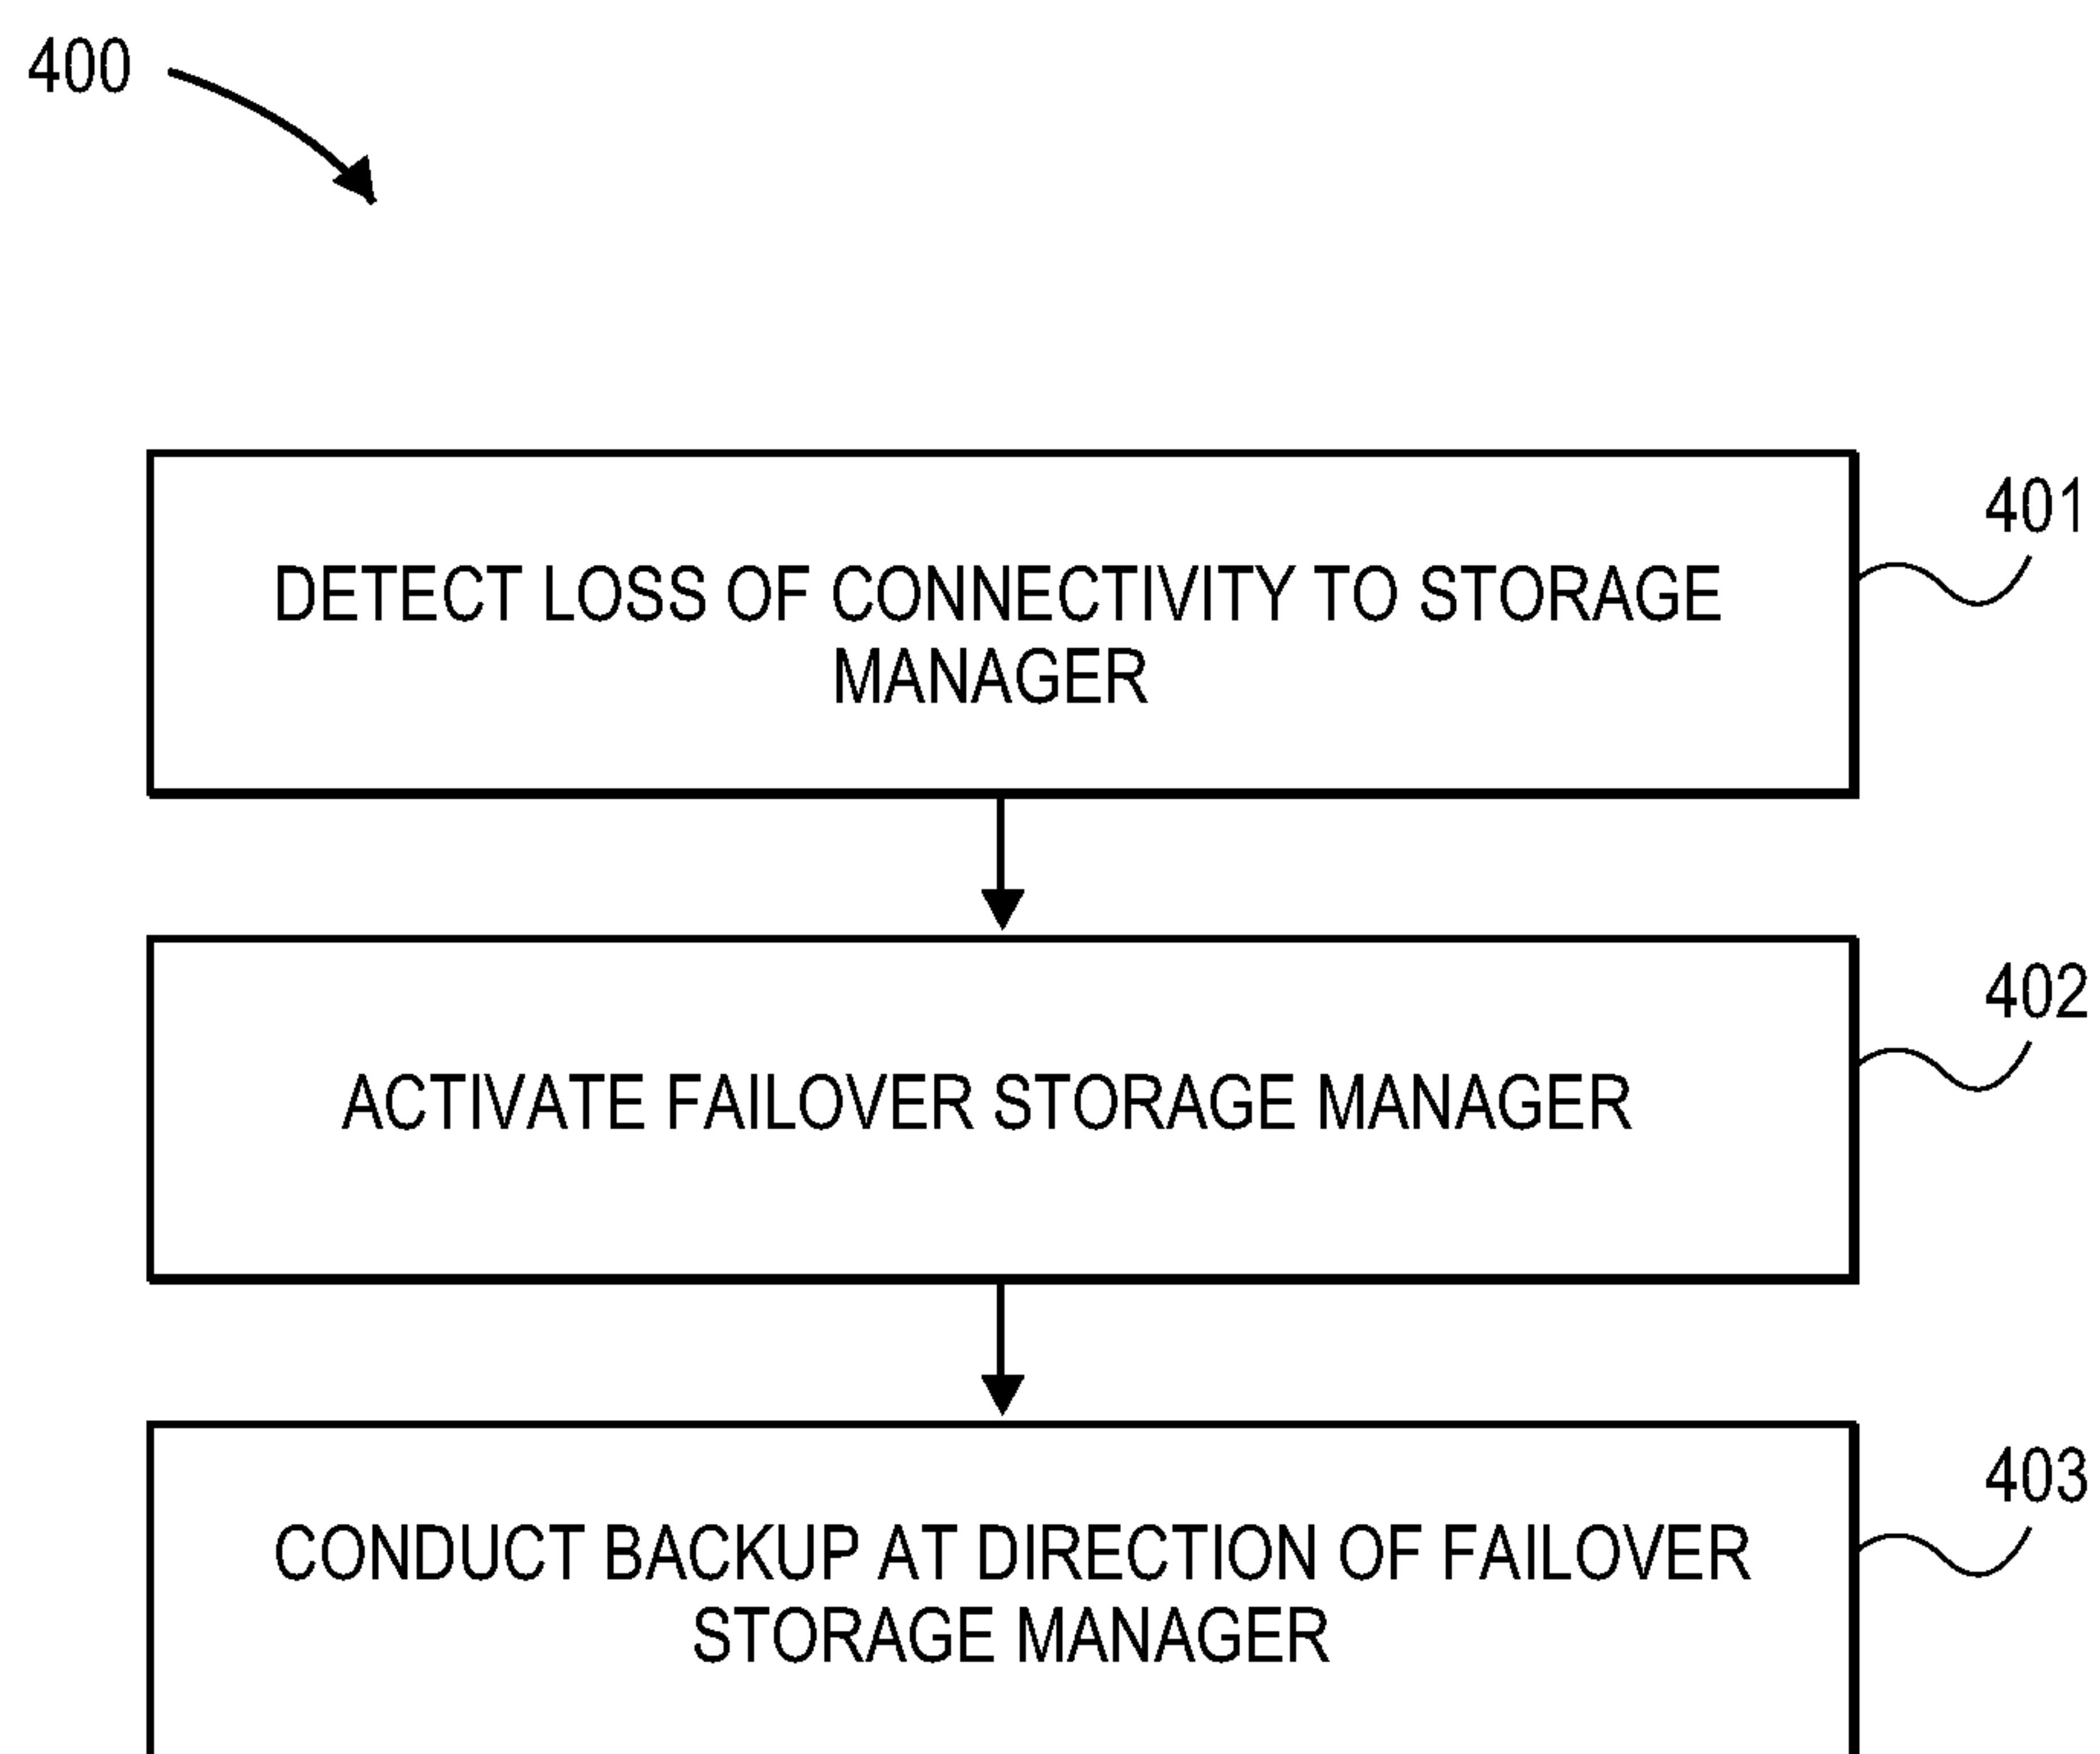 400
401
DETECT LOSS OF CONNECTIVITY TO STORAGE
MANAGER
402
ACTIVATE FAILOVER STORAGE MANAGER
403
CONDUCT BACKUP AT DIRECTION OF FAILOVER
STORAGE MANAGER